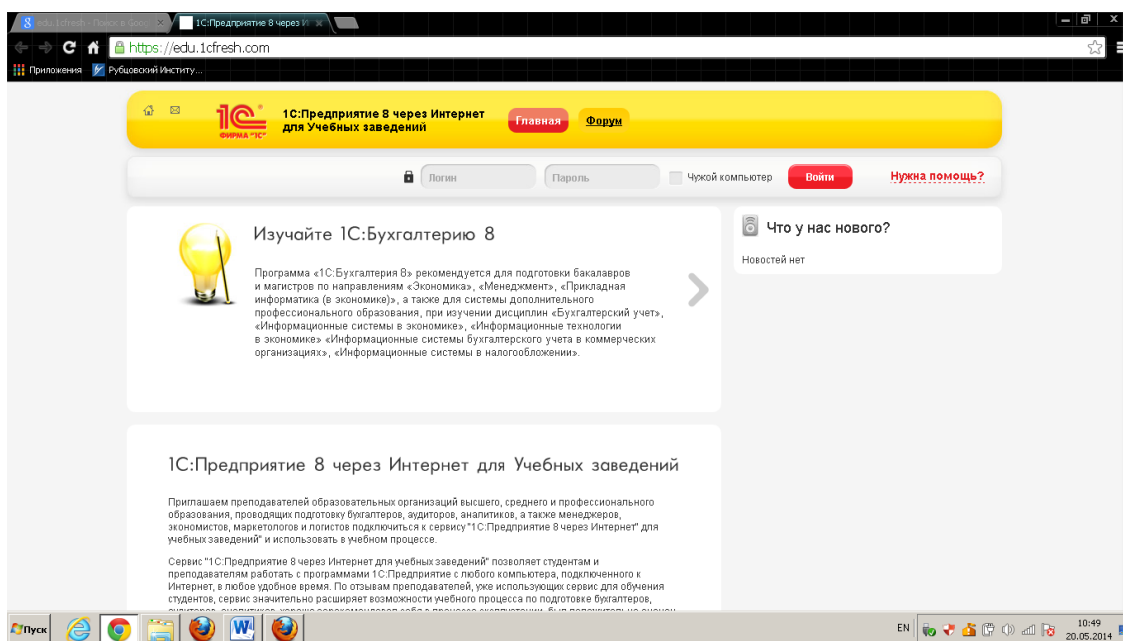 edu.1cfresh - Поиск в Goo
1С:Предприятие 8 через И
https://edu.1cfresh.com
Приложения
Рубцовский Институ...
1С
ФИРМА "1С"
1С:Предприятие 8 через Интернет
для Учебных заведений
Главная
Форум
Логин
Пароль
Чужой компьютер
Войти
Нужна помощь?
Изучайте 1С:Бухгалтерию 8
Программа «1С:Бухгалтерия 8» рекомендуется для подготовки бакалавров
и магистров по направлениям «Экономика», «Менеджмент», «Прикладная
информатика (в экономике)», а также для системы дополнительного
профессионального образования, при изучении дисциплин «Бухгалтерский учет»,
«Информационные системы в экономике», «Информационные технологии
в экономике» «Информационные системы бухгалтерского учета в коммерческих
организациях», «Информационные системы в налогообложении».
Что у нас нового?
Новостей нет
1С:Предприятие 8 через Интернет для Учебных заведений
Приглашаем преподавателей образовательных организаций высшего, среднего и профессионального
образования, проводящих подготовку бухгалтеров, аудиторов, аналитиков, а также менеджеров,
экономистов, маркетологов и логистов подключиться к сервису "1С:Предприятие 8 через Интернет" для
учебных заведений" и использовать в учебном процессе.
Сервис "1С:Предприятие 8 через Интернет для учебных заведений" позволяет студентам и
преподавателям работать с программами 1С:Предприятие с любого компьютера, подключенного к
Интернет, в любое удобное время. По отзывам преподавателей, уже использующих сервис для обучения
студентов, сервис значительно расширяет возможности учебного процесса по подготовке бухгалтеров,
Пуск
EN
10:49
20.05.2014